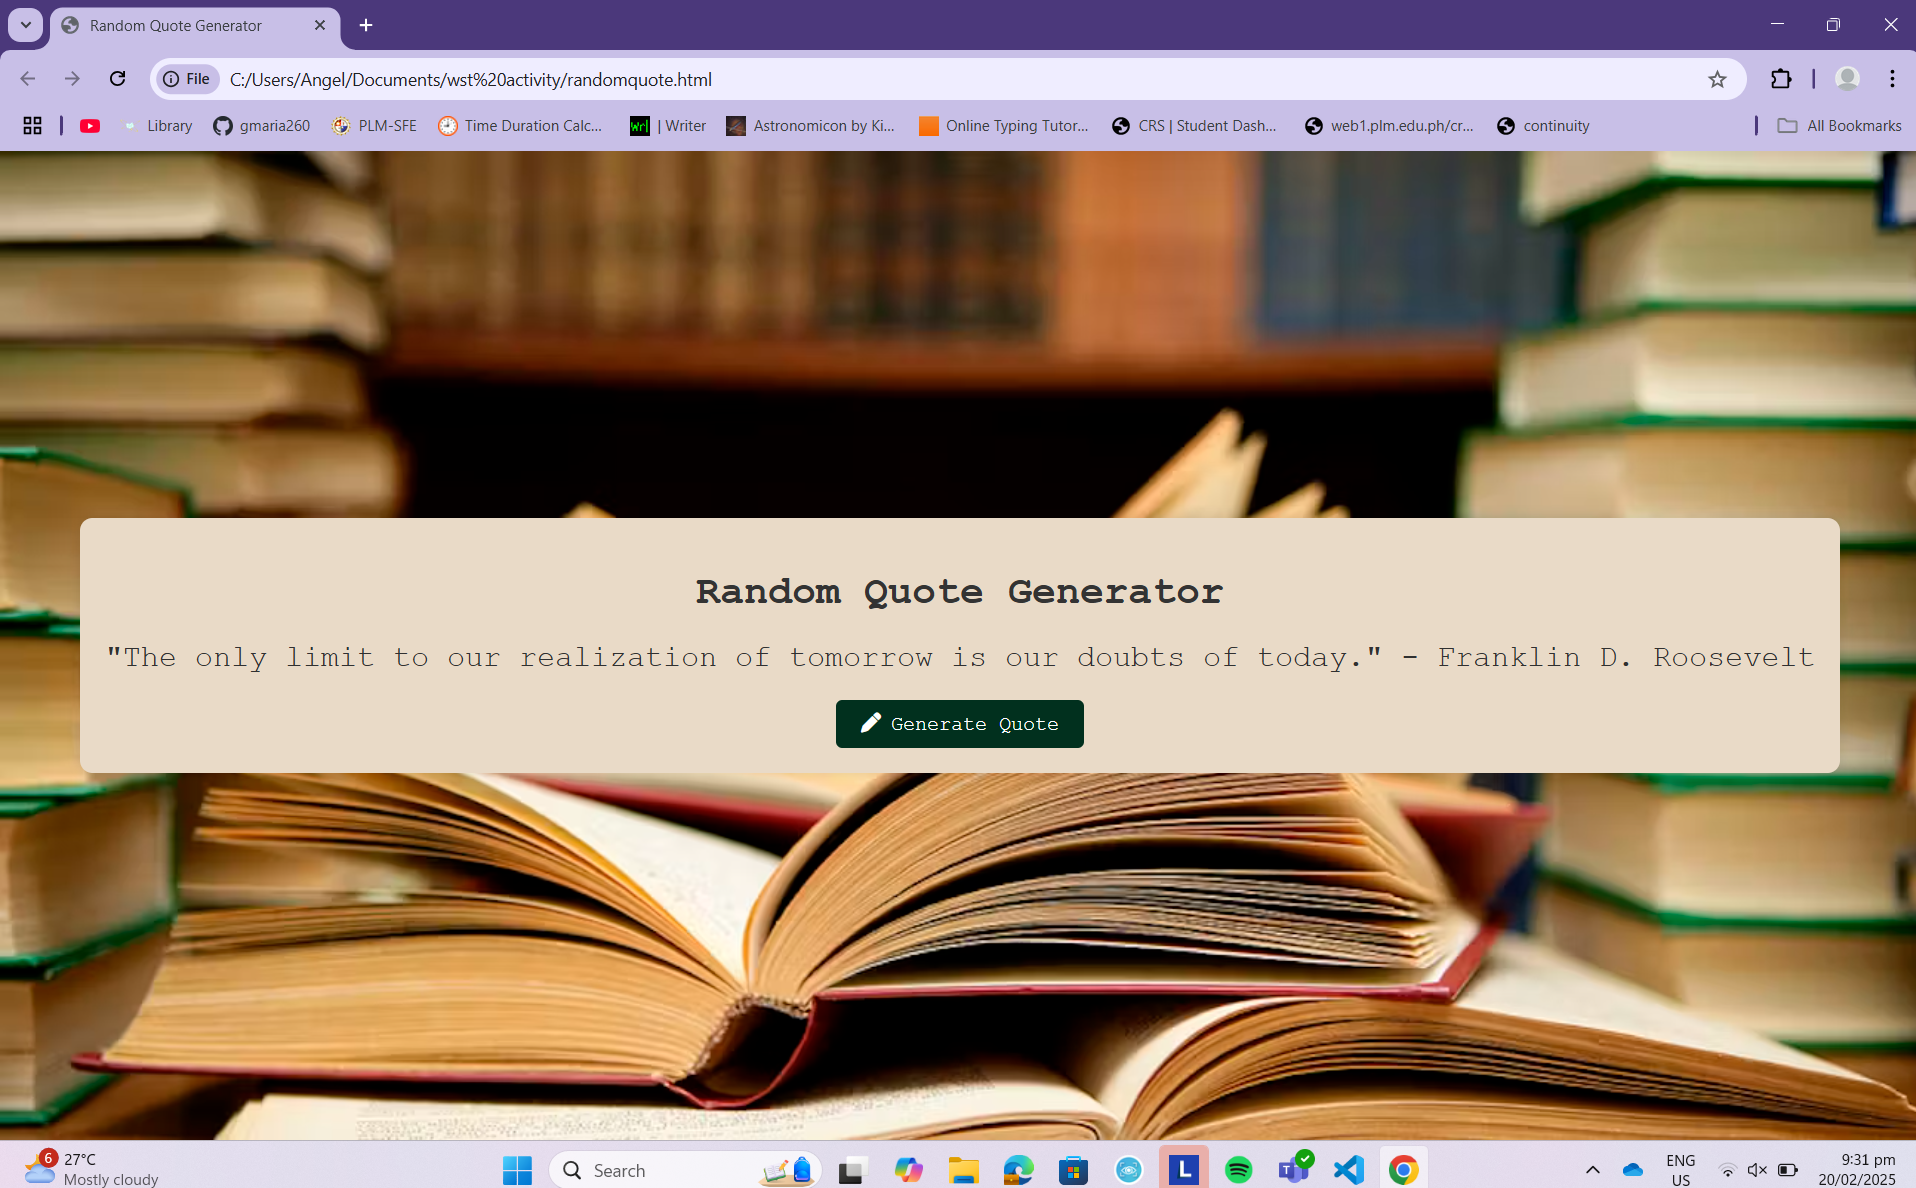 Random Quote Generator
File C:/Users/Angel/Documents/wst%20activity/randomquote.html
Library gmaria260 PLM-SFE Time Duration Calc... Wr | Writer Astronomicon by Ki... Online Typing Tutor... CRS | Student Dash... web1.plm.edu.ph/cr... continuity All Bookmarks
Random Quote Generator
"The only limit to our realization of tomorrow is our doubts of today." - Franklin D. Roosevelt
Generate Quote
6 27°C
Mostly cloudy
Search
L
T
ENG
US
9:31 pm
20/02/2025